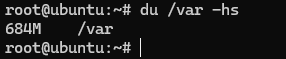 root@ubuntu:~# du /var -hs
684M    /var
root@ubuntu:~#